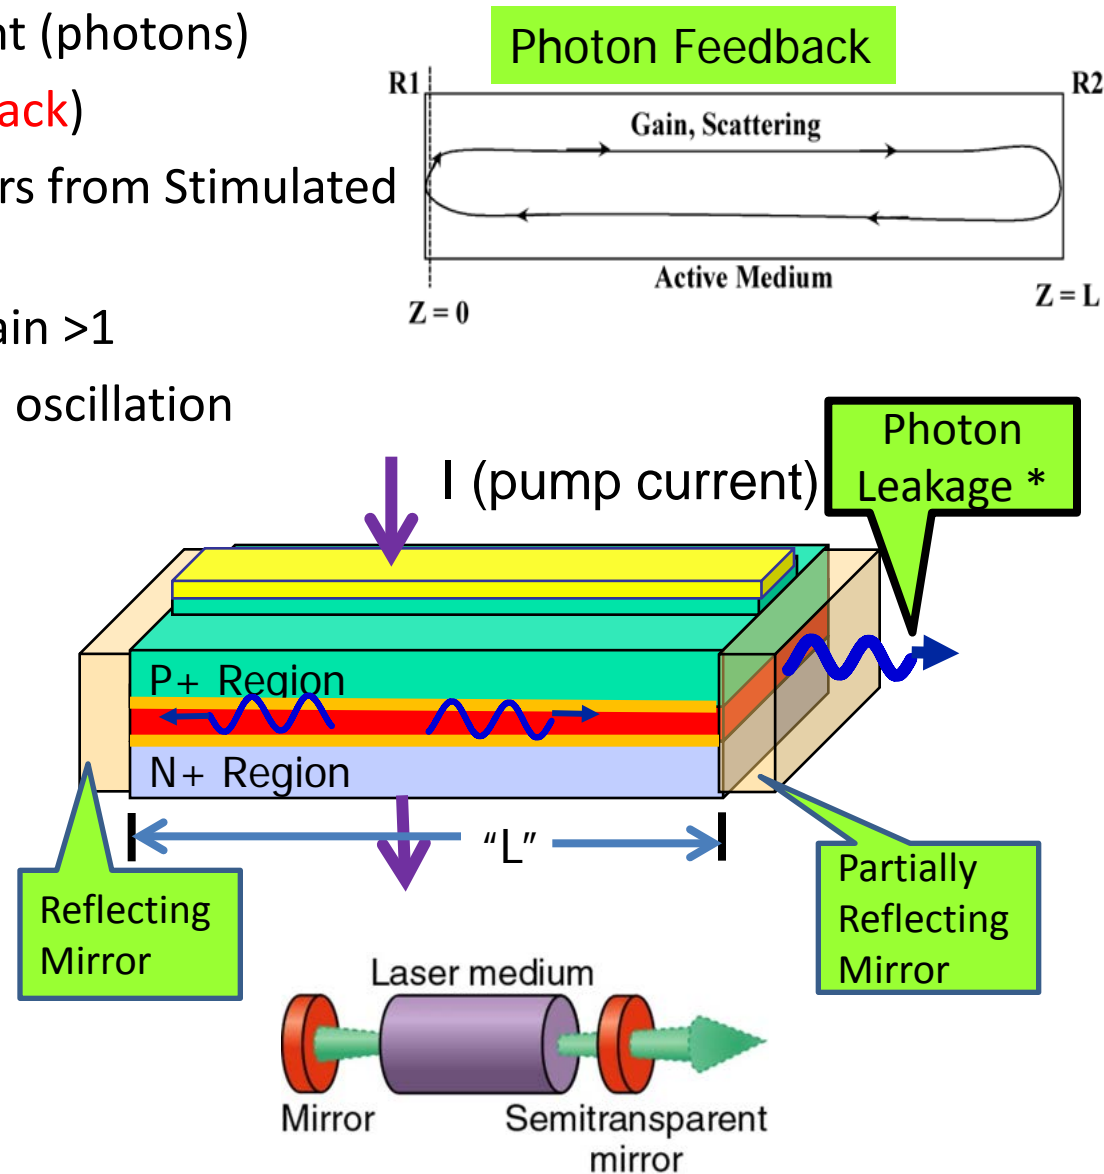 nt (photons)
ack)
rs from Stimulated
ain >1
oscillation
Photon Feedback
R1
R2
Gain, Scattering
Active Medium
Z = 0
Z = L
I (pump current)
Photon
Leakage *
P+ Region
N+ Region
“L”
Reflecting
Mirror
Partially
Reflecting
Mirror
Laser medium
Mirror
Semitransparent
mirror